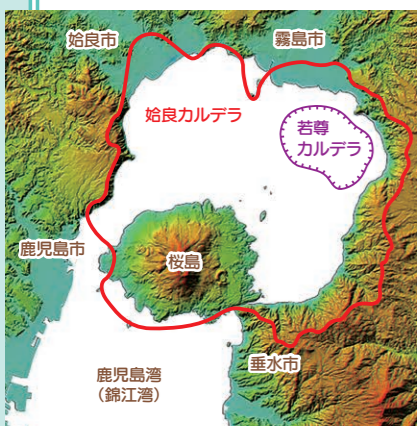 姶良市
霧島市
姶良カルデラ
若尊
カルデラ
鹿児島市
桜島
垂水市
鹿児島湾
（錦江湾）